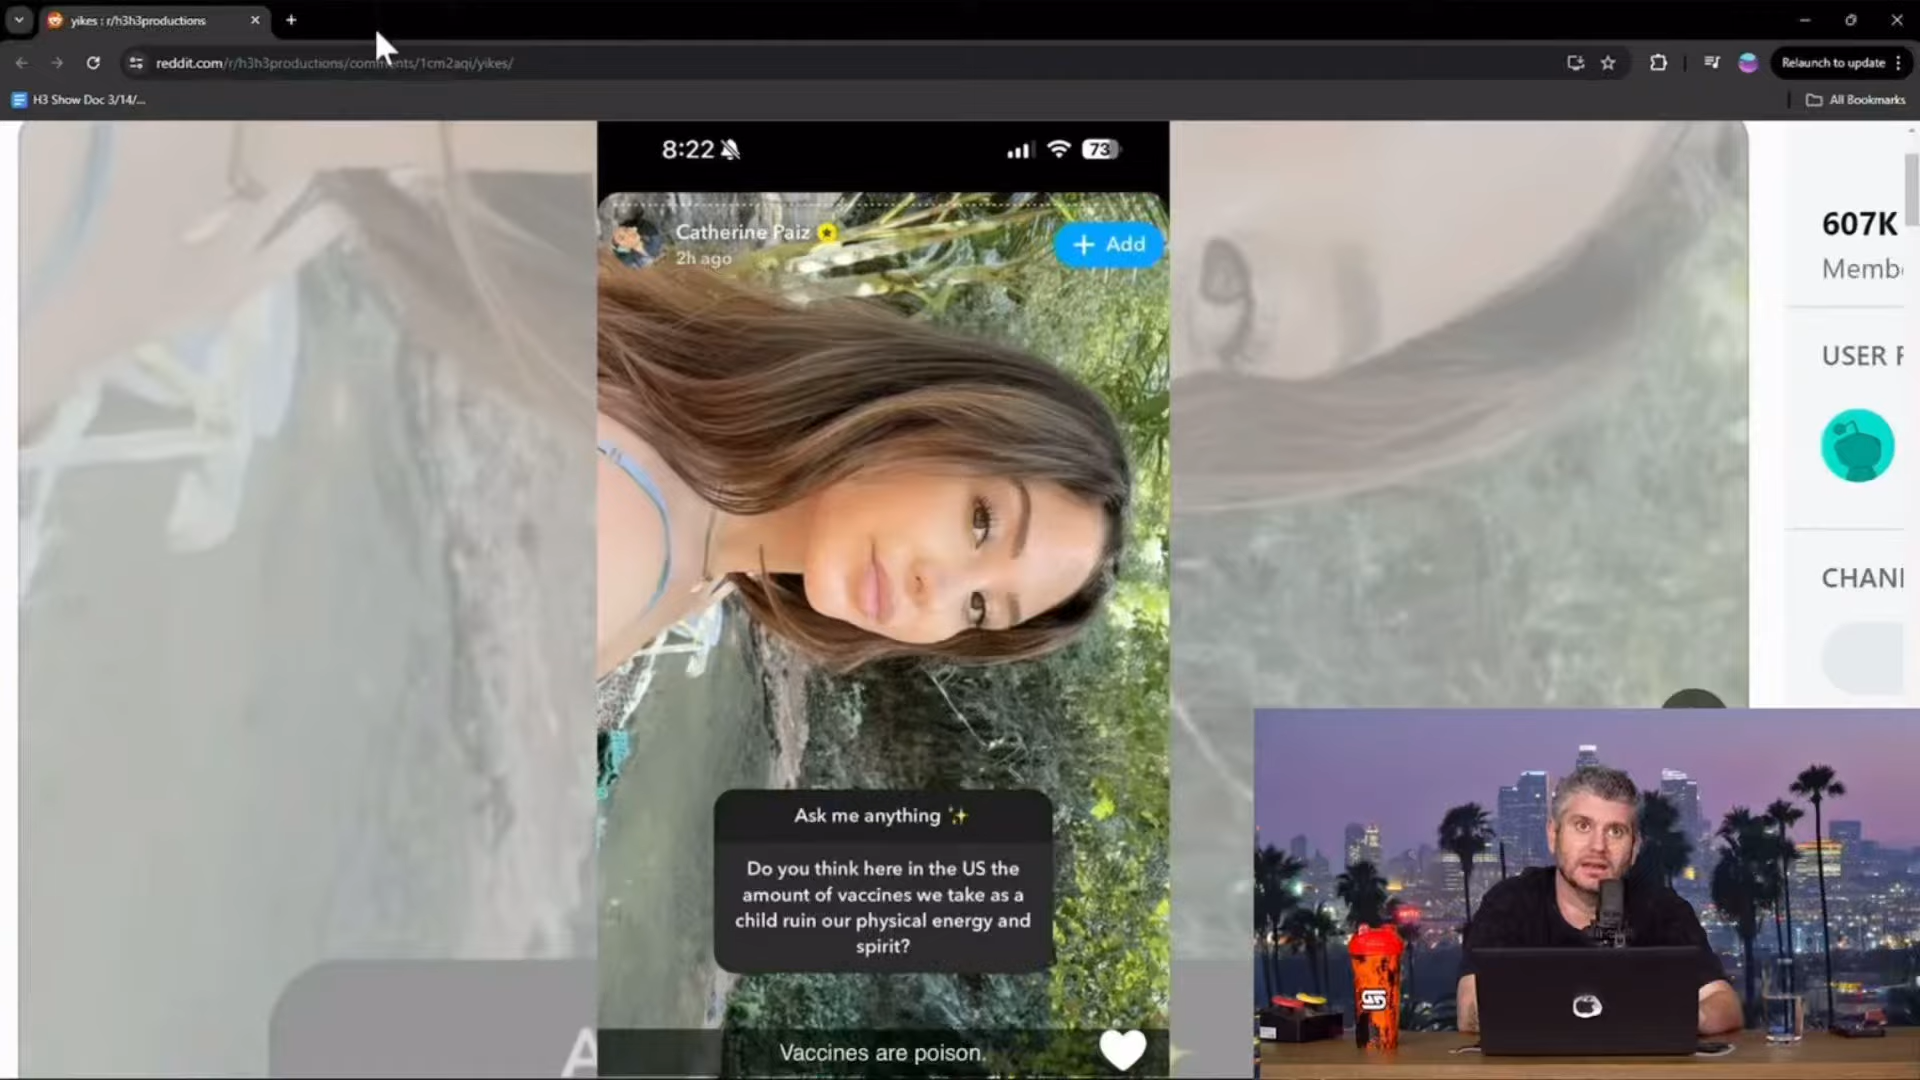 yikes : r/h3h3productions
reddit.com/r/h3h3productions/comments/1cm2aqi/yikes/
Relaunch to update
H3 Show Doc 3/14/...
All Bookmarks
8:22
73
Catherine Paiz
2h ago
+ Add
607K
Memb
USER F
CHANI
Ask me anything ✨
Do you think here in the US the
amount of vaccines we take as a
child ruin our physical energy and
spirit?
Vaccines are poison.
A